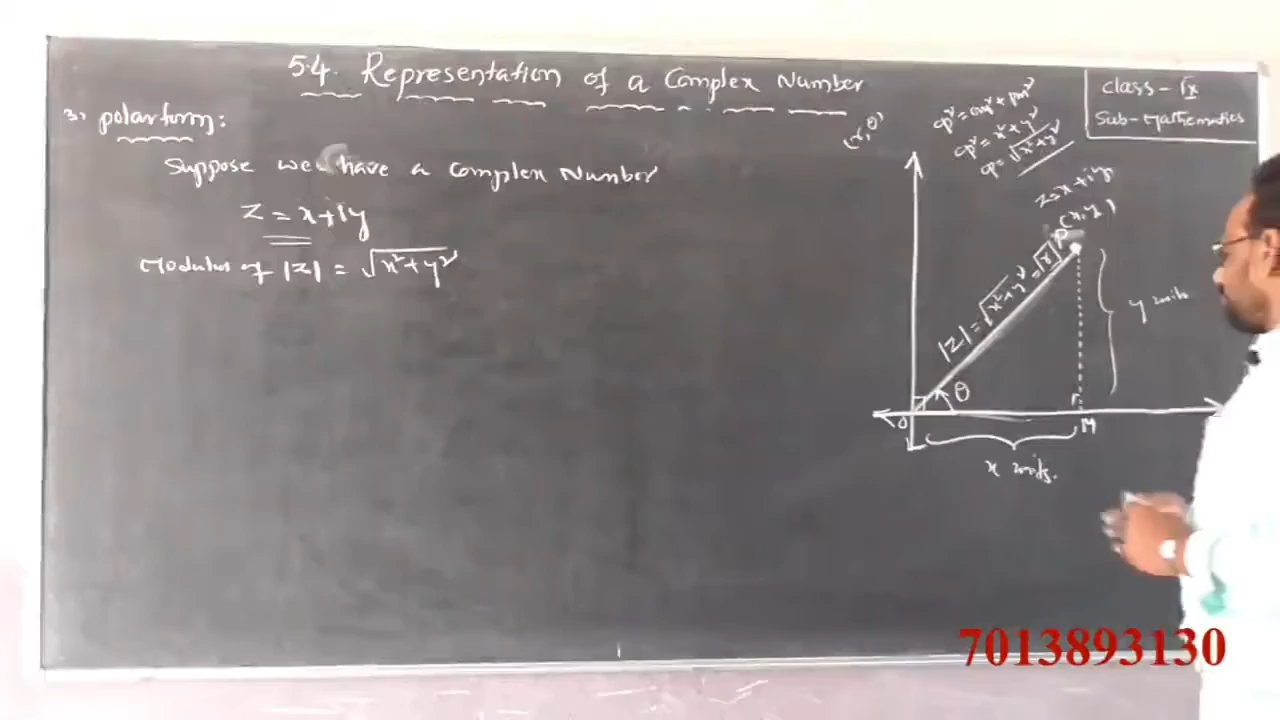 5.4. Representation of a Complex Number
Class - IX
Sub - Mathematics
3, polar form:
Suppose we have a Complex Number
Z = x+iy
Modulus of |Z| = √x²+y²
(r, θ)
OP² = OM² + PM²
OP² = x² + y²
OP = √x²+y²
Z = x+iy
P(x, y)
|Z| = √x²+y² = r
y units
θ
O
M
x units.
7013893130